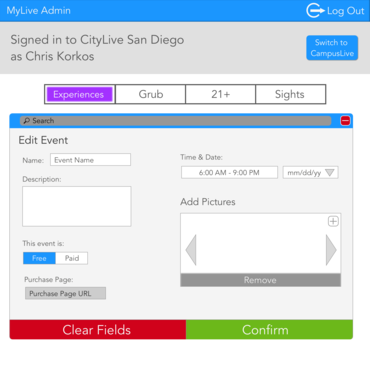 MyLive Admin
Log Out
Signed in to CityLive San Diego
as Chris Korkos
Switch to
CampusLive
Experiences
Grub
21+
Sights
Search
Edit Event
Name:
Event Name
Description:
This event is:
Free
Paid
Purchase Page:
Purchase Page URL
Time & Date:
6:00 AM - 9:00 PM
mm/dd/yy
Add Pictures
Remove
Clear Fields
Confirm